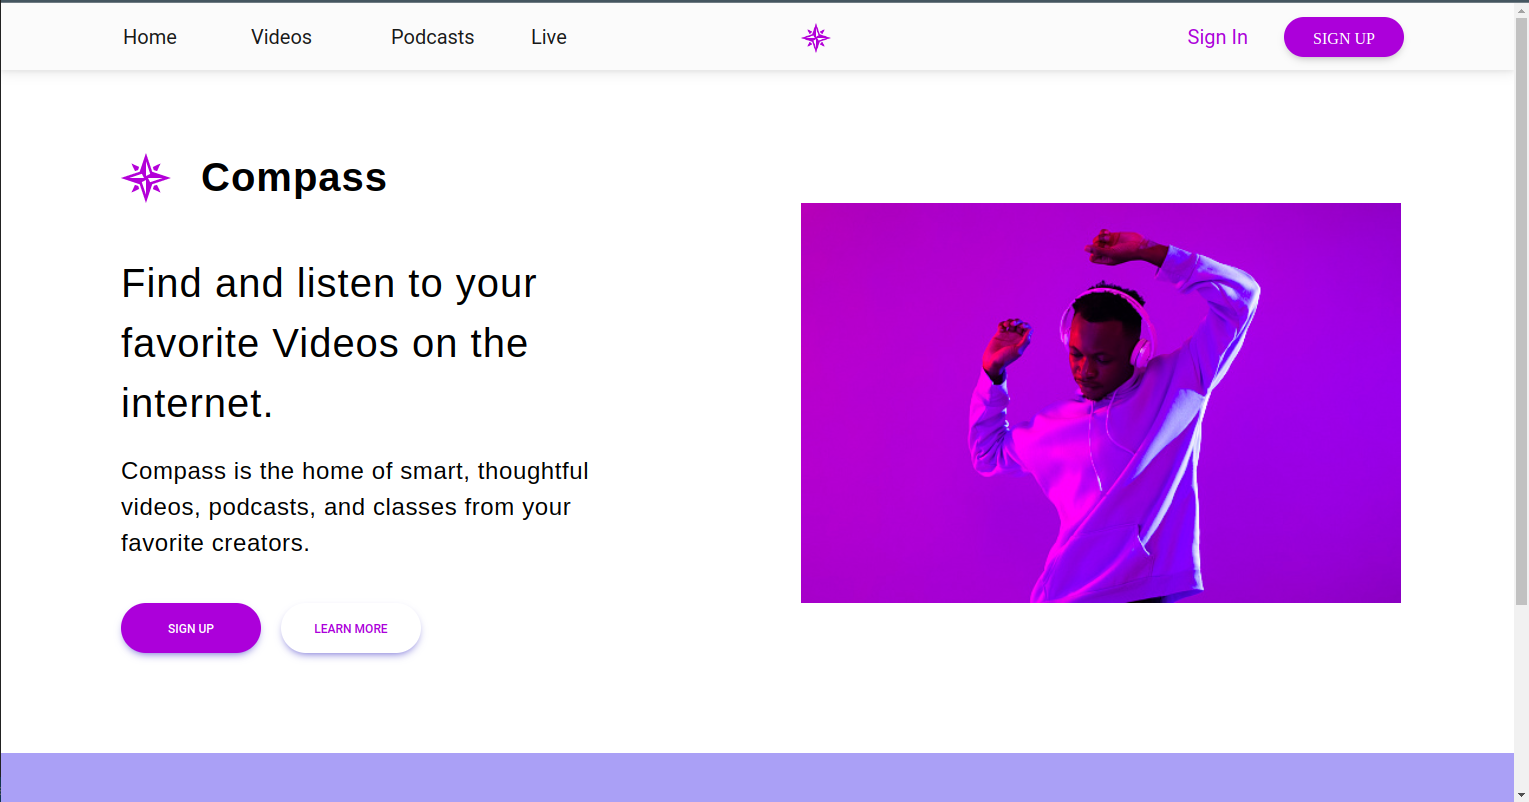 Home Videos Podcasts Live Sign In SIGN UP
Compass
Find and listen to your
favorite Videos on the
internet.
Compass is the home of smart, thoughtful
videos, podcasts, and classes from your
favorite creators.
SIGN UP LEARN MORE